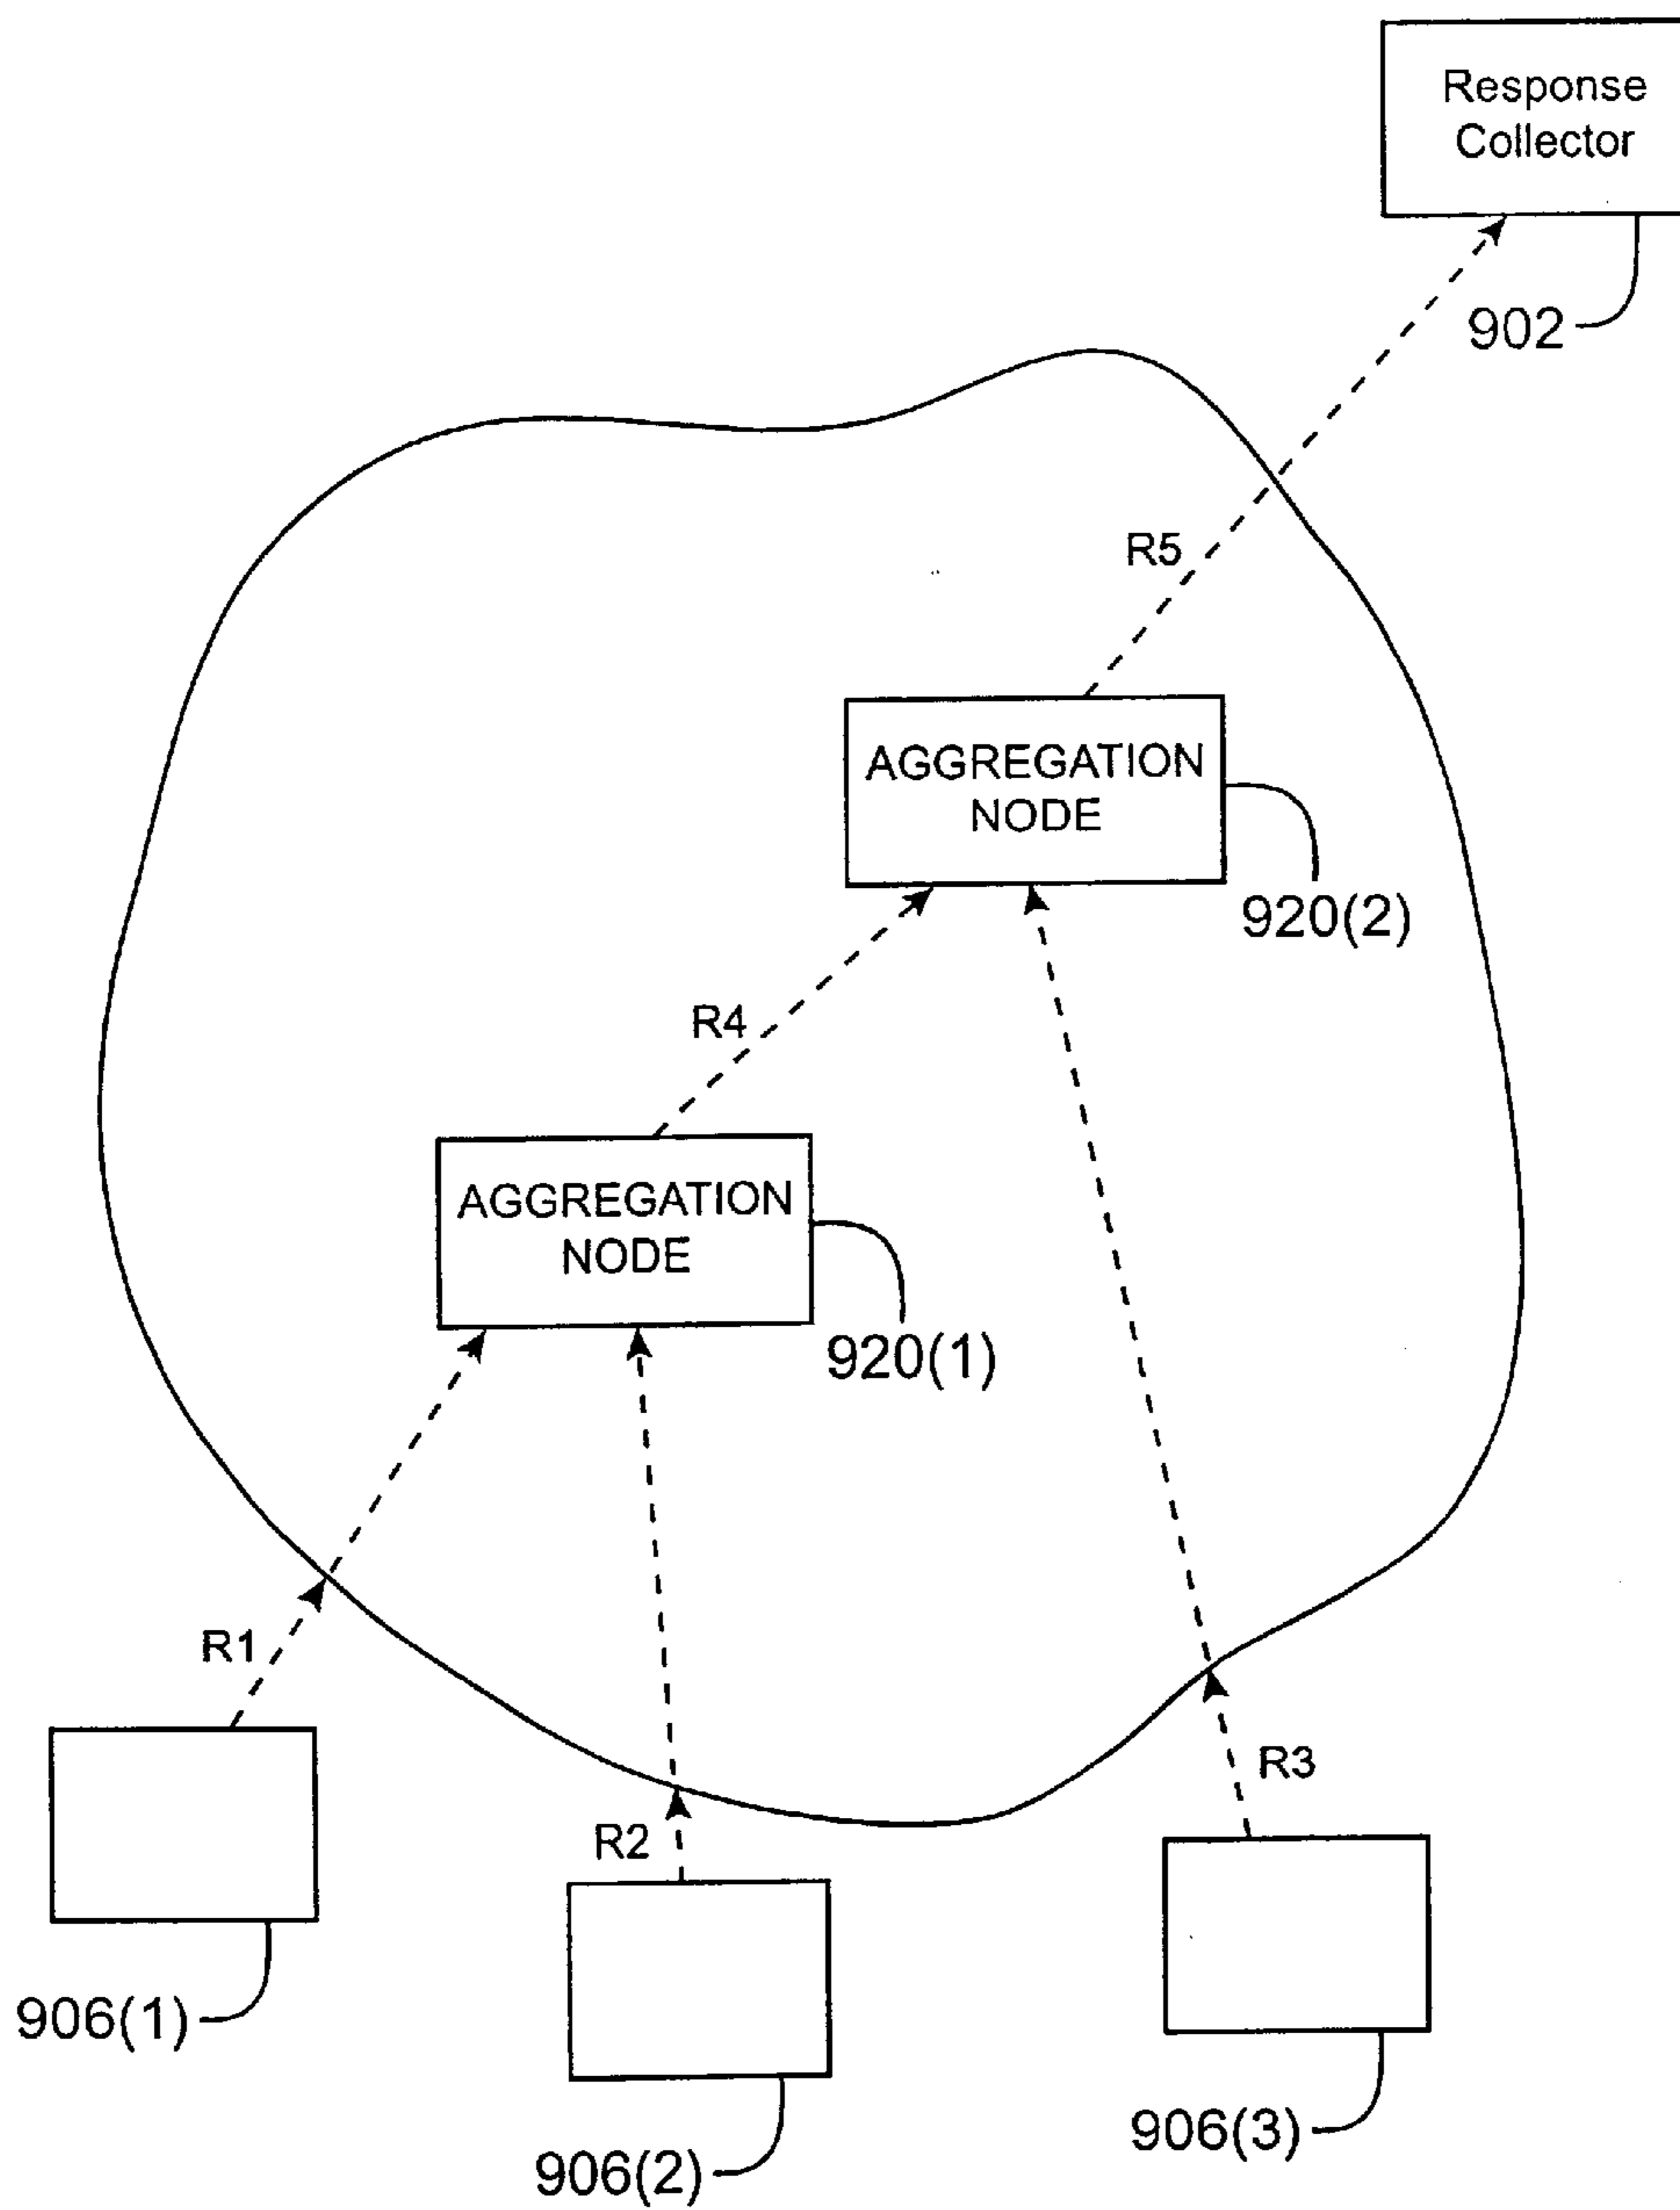 Response
Collector
902
R5
AGGREGATION
NODE
920(2)
R4
AGGREGATION
NODE
920(1)
R1
R2
R3
906(1)
906(2)
906(3)